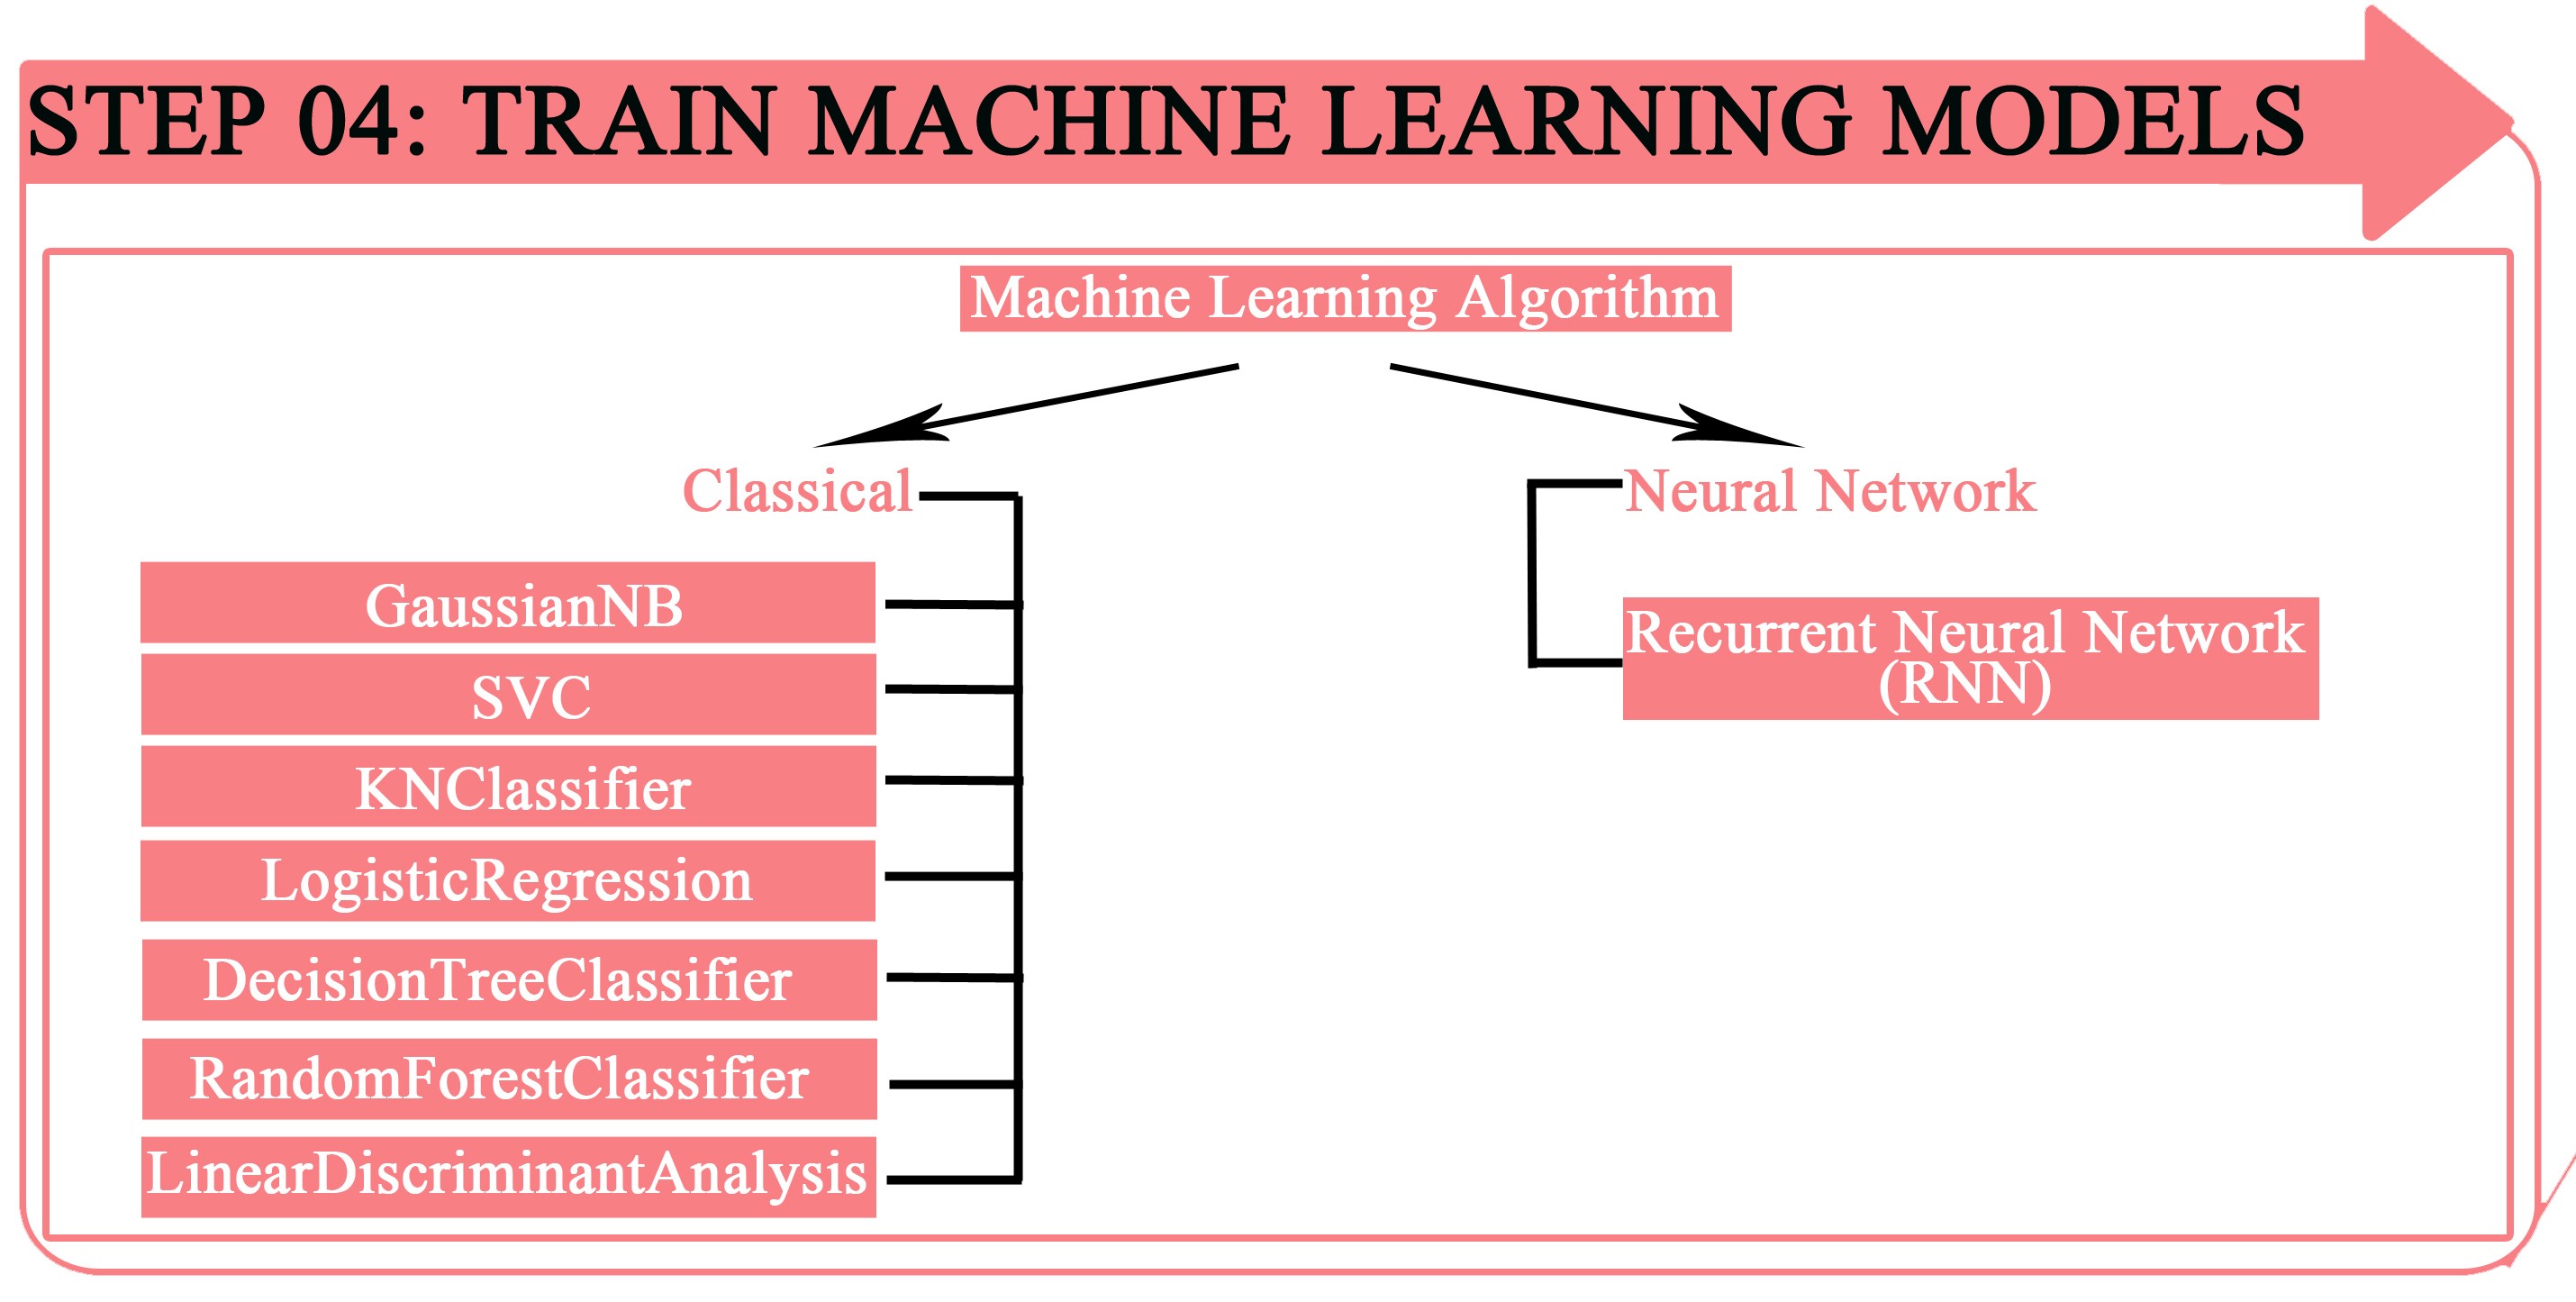 STEP 04: TRAIN MACHINE LEARNING MODELS
Machine Learning Algorithm
Classical
GaussianNB
SVC
KNClassifier
LogisticRegression
DecisionTreeClassifier
RandomForestClassifier
LinearDiscriminantAnalysis
Neural Network
Recurrent Neural Network
(RNN)